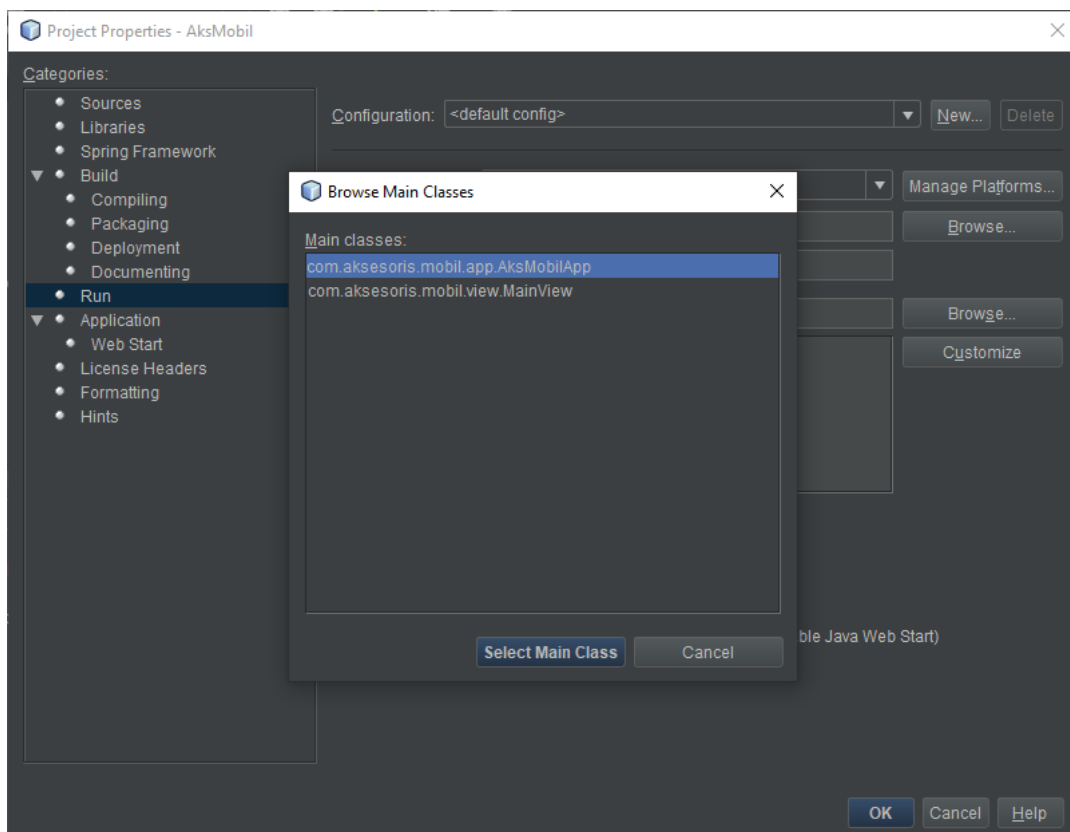 Project Properties - AksMobil
Categories:
Sources
Libraries
Spring Framework
Build
Compiling
Packaging
Deployment
Documenting
Run
Application
Web Start
License Headers
Formatting
Hints
Configuration: <default config> New... Delete
Manage Platforms...
Browse...
Browse...
Customize
Browse Main Classes
Main classes:
com.aksesoris.mobil.app.AksMobilApp
com.aksesoris.mobil.view.MainView
Select Main Class Cancel
ble Java Web Start)
OK Cancel Help